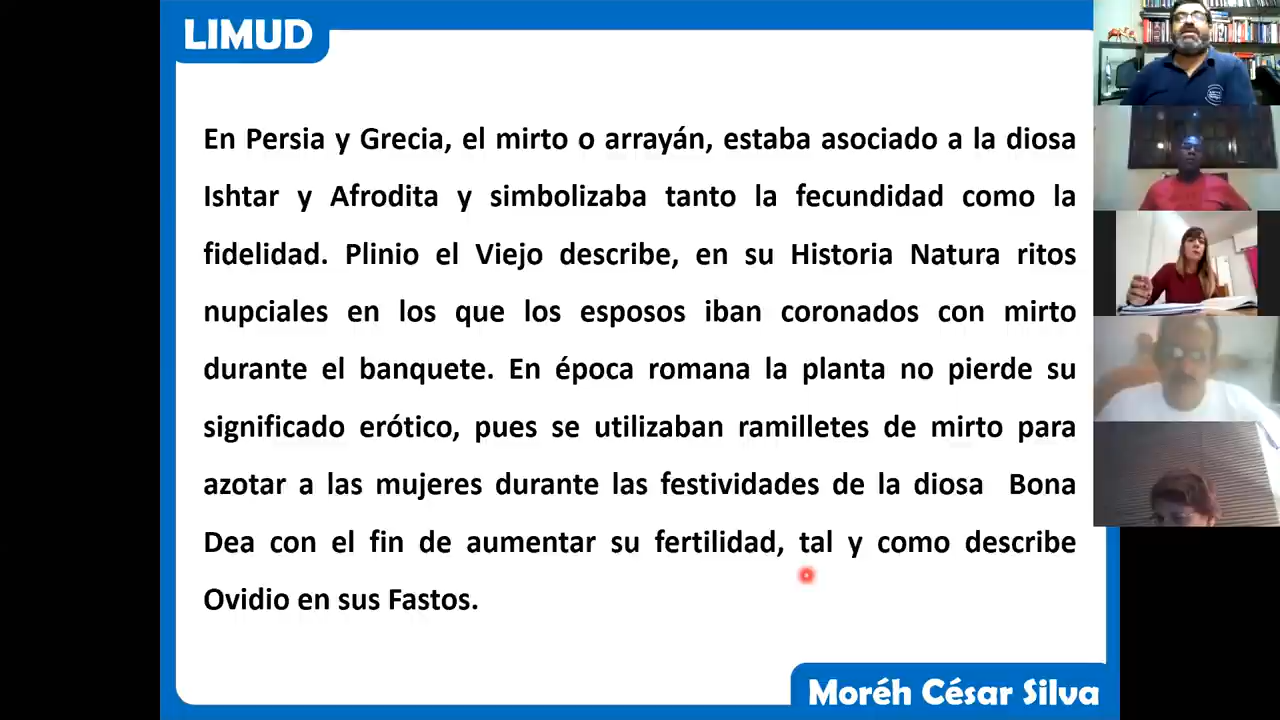 LIMUD
En Persia y Grecia, el mirto o arrayán, estaba asociado a la diosa
Ishtar y Afrodita y simbolizaba tanto la fecundidad como la
fidelidad. Plinio el Viejo describe, en su Historia Natura ritos
nupciales en los que los esposos iban coronados con mirto
durante el banquete. En época romana la planta no pierde su
significado erótico, pues se utilizaban ramilletes de mirto para
azotar a las mujeres durante las festividades de la diosa Bona
Dea con el fin de aumentar su fertilidad, tal y como describe
Ovidio en sus Fastos.
Moréh César Silva